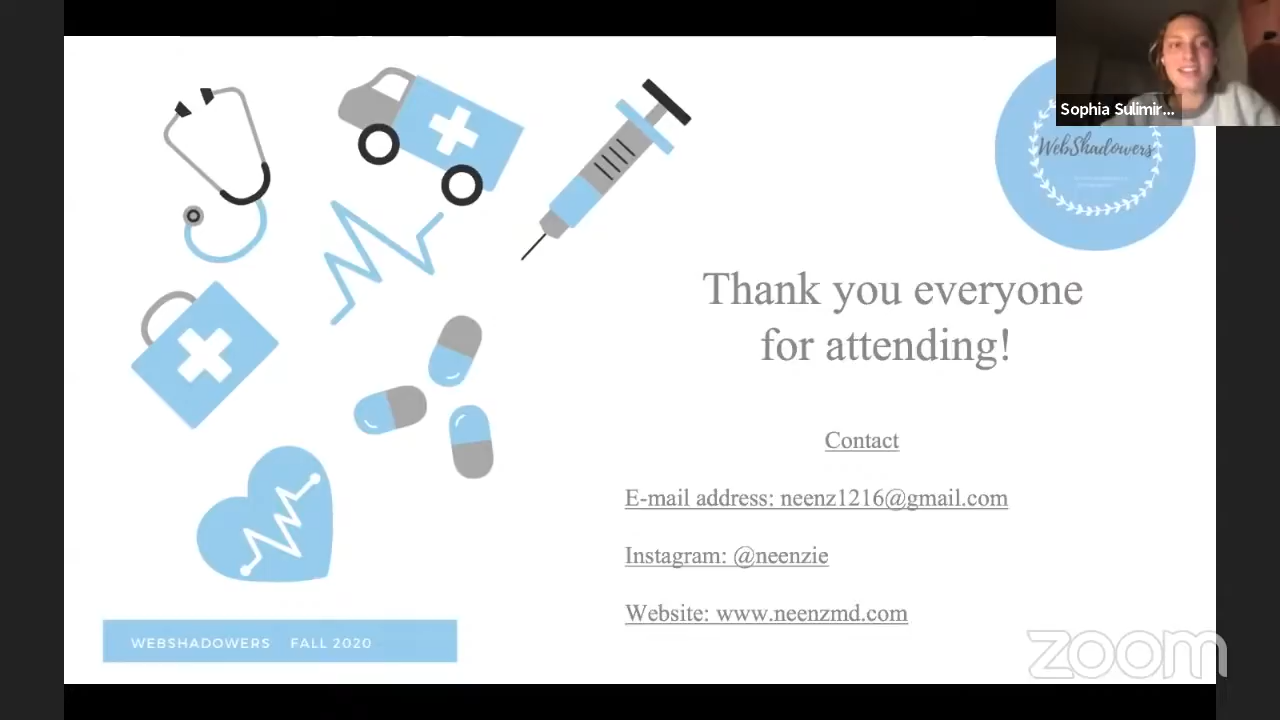 Sophia Sulimir...
WebShadowers
Thank you everyone
for attending!
Contact
E-mail address: neenz1216@gmail.com
Instagram: @neenzie
Website: www.neenzmd.com
WEBSHADOWERS FALL 2020
zoom